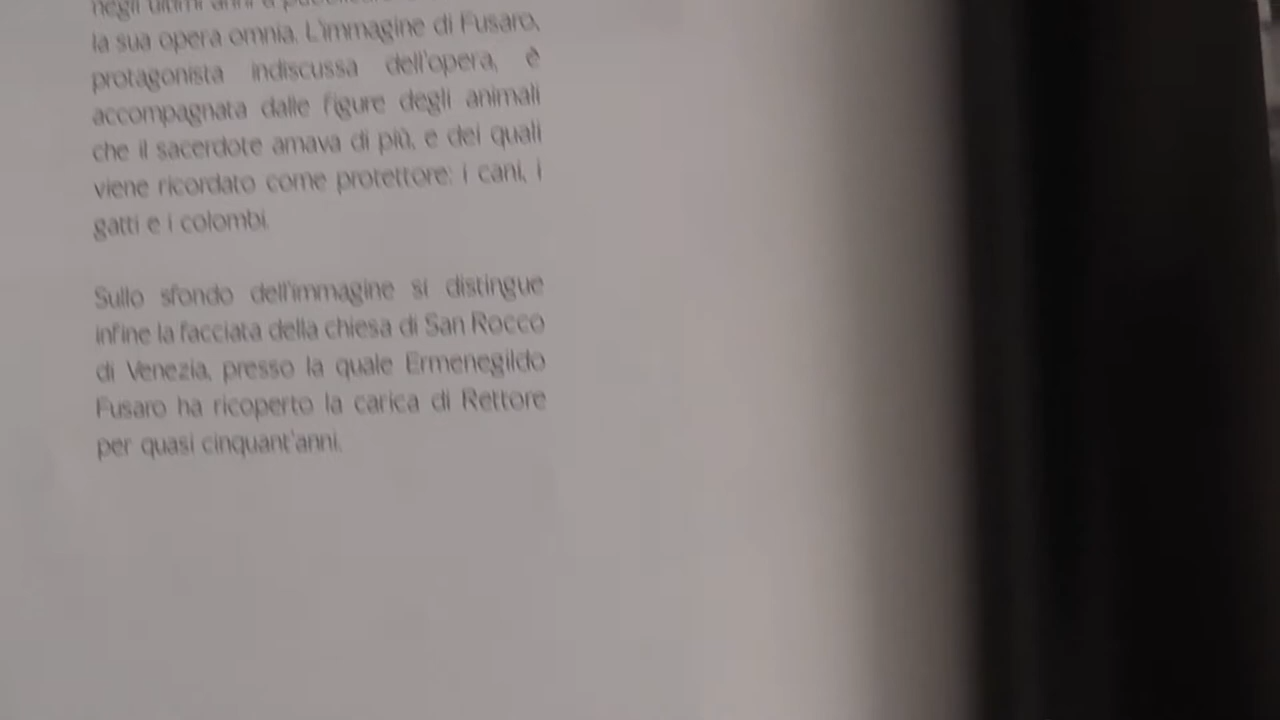 negli ultimi anni a
la sua opera omnia. L'immagine di Fusaro,
protagonista indiscussa dell'opera, è
accompagnata dalle figure degli animali
che il sacerdote amava di più, e dei quali
viene ricordato come protettore: i cani, i
gatti e i colombi.
Sullo sfondo dell'immagine si distingue
infine la facciata della chiesa di San Rocco
di Venezia, presso la quale Ermenegildo
Fusaro ha ricoperto la carica di Rettore
per quasi cinquant'anni.